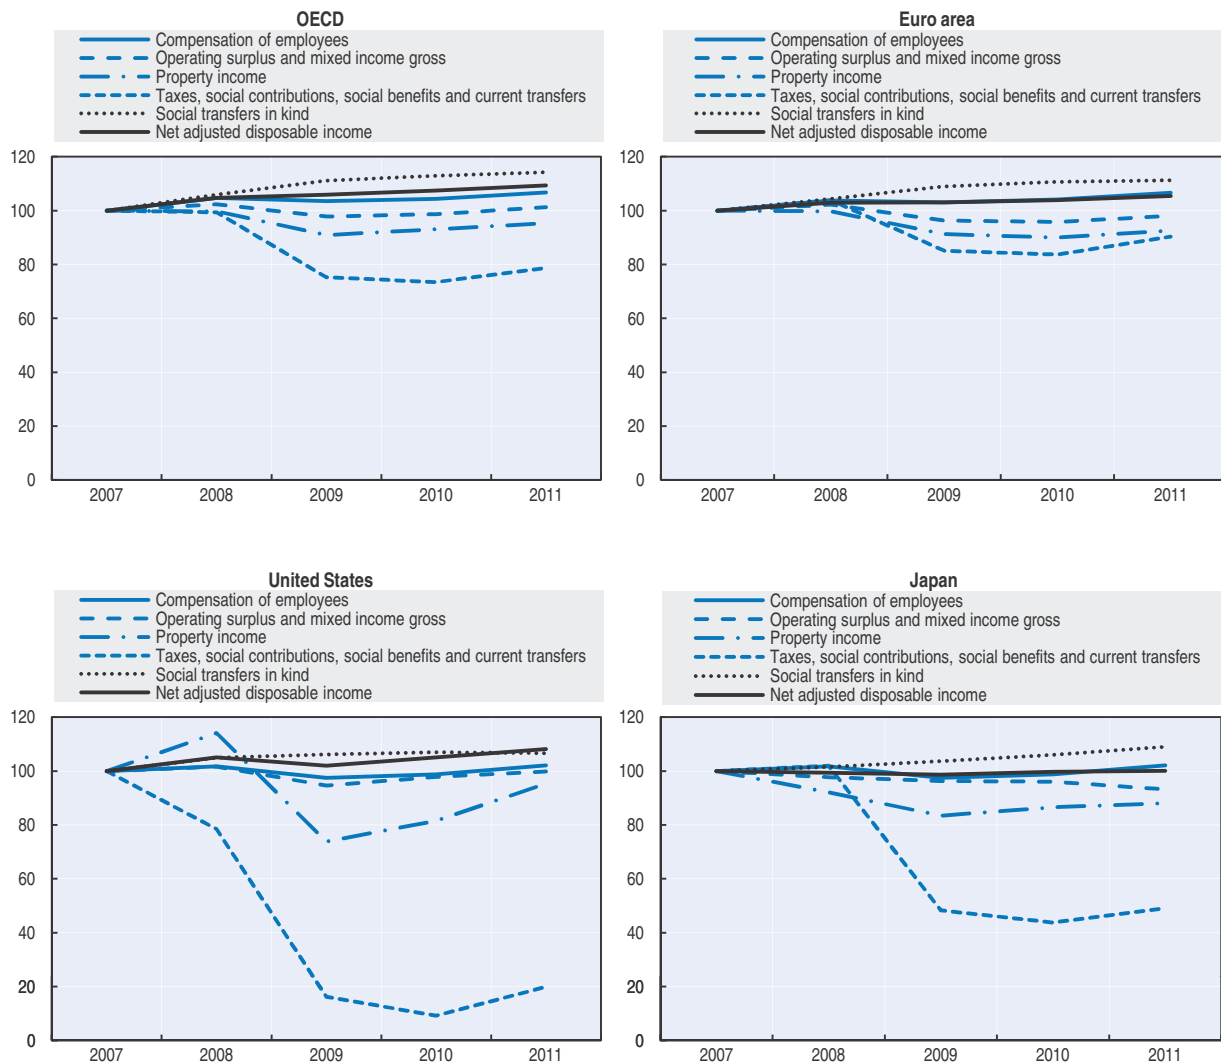 OECD
Compensation of employees
Operating surplus and mixed income gross
Property income
Taxes, social contributions, social benefits and current transfers
Social transfers in kind
Net adjusted disposable income
120
100
80
60
40
20
0
2007 2008 2009 2010 2011
Euro area
Compensation of employees
Operating surplus and mixed income gross
Property income
Taxes, social contributions, social benefits and current transfers
Social transfers in kind
Net adjusted disposable income
120
100
80
60
40
20
0
2007 2008 2009 2010 2011
United States
Compensation of employees
Operating surplus and mixed income gross
Property income
Taxes, social contributions, social benefits and current transfers
Social transfers in kind
Net adjusted disposable income
120
100
80
60
40
20
0
2007 2008 2009 2010 2011
Japan
Compensation of employees
Operating surplus and mixed income gross
Property income
Taxes, social contributions, social benefits and current transfers
Social transfers in kind
Net adjusted disposable income
120
100
80
60
40
20
0
2007 2008 2009 2010 2011